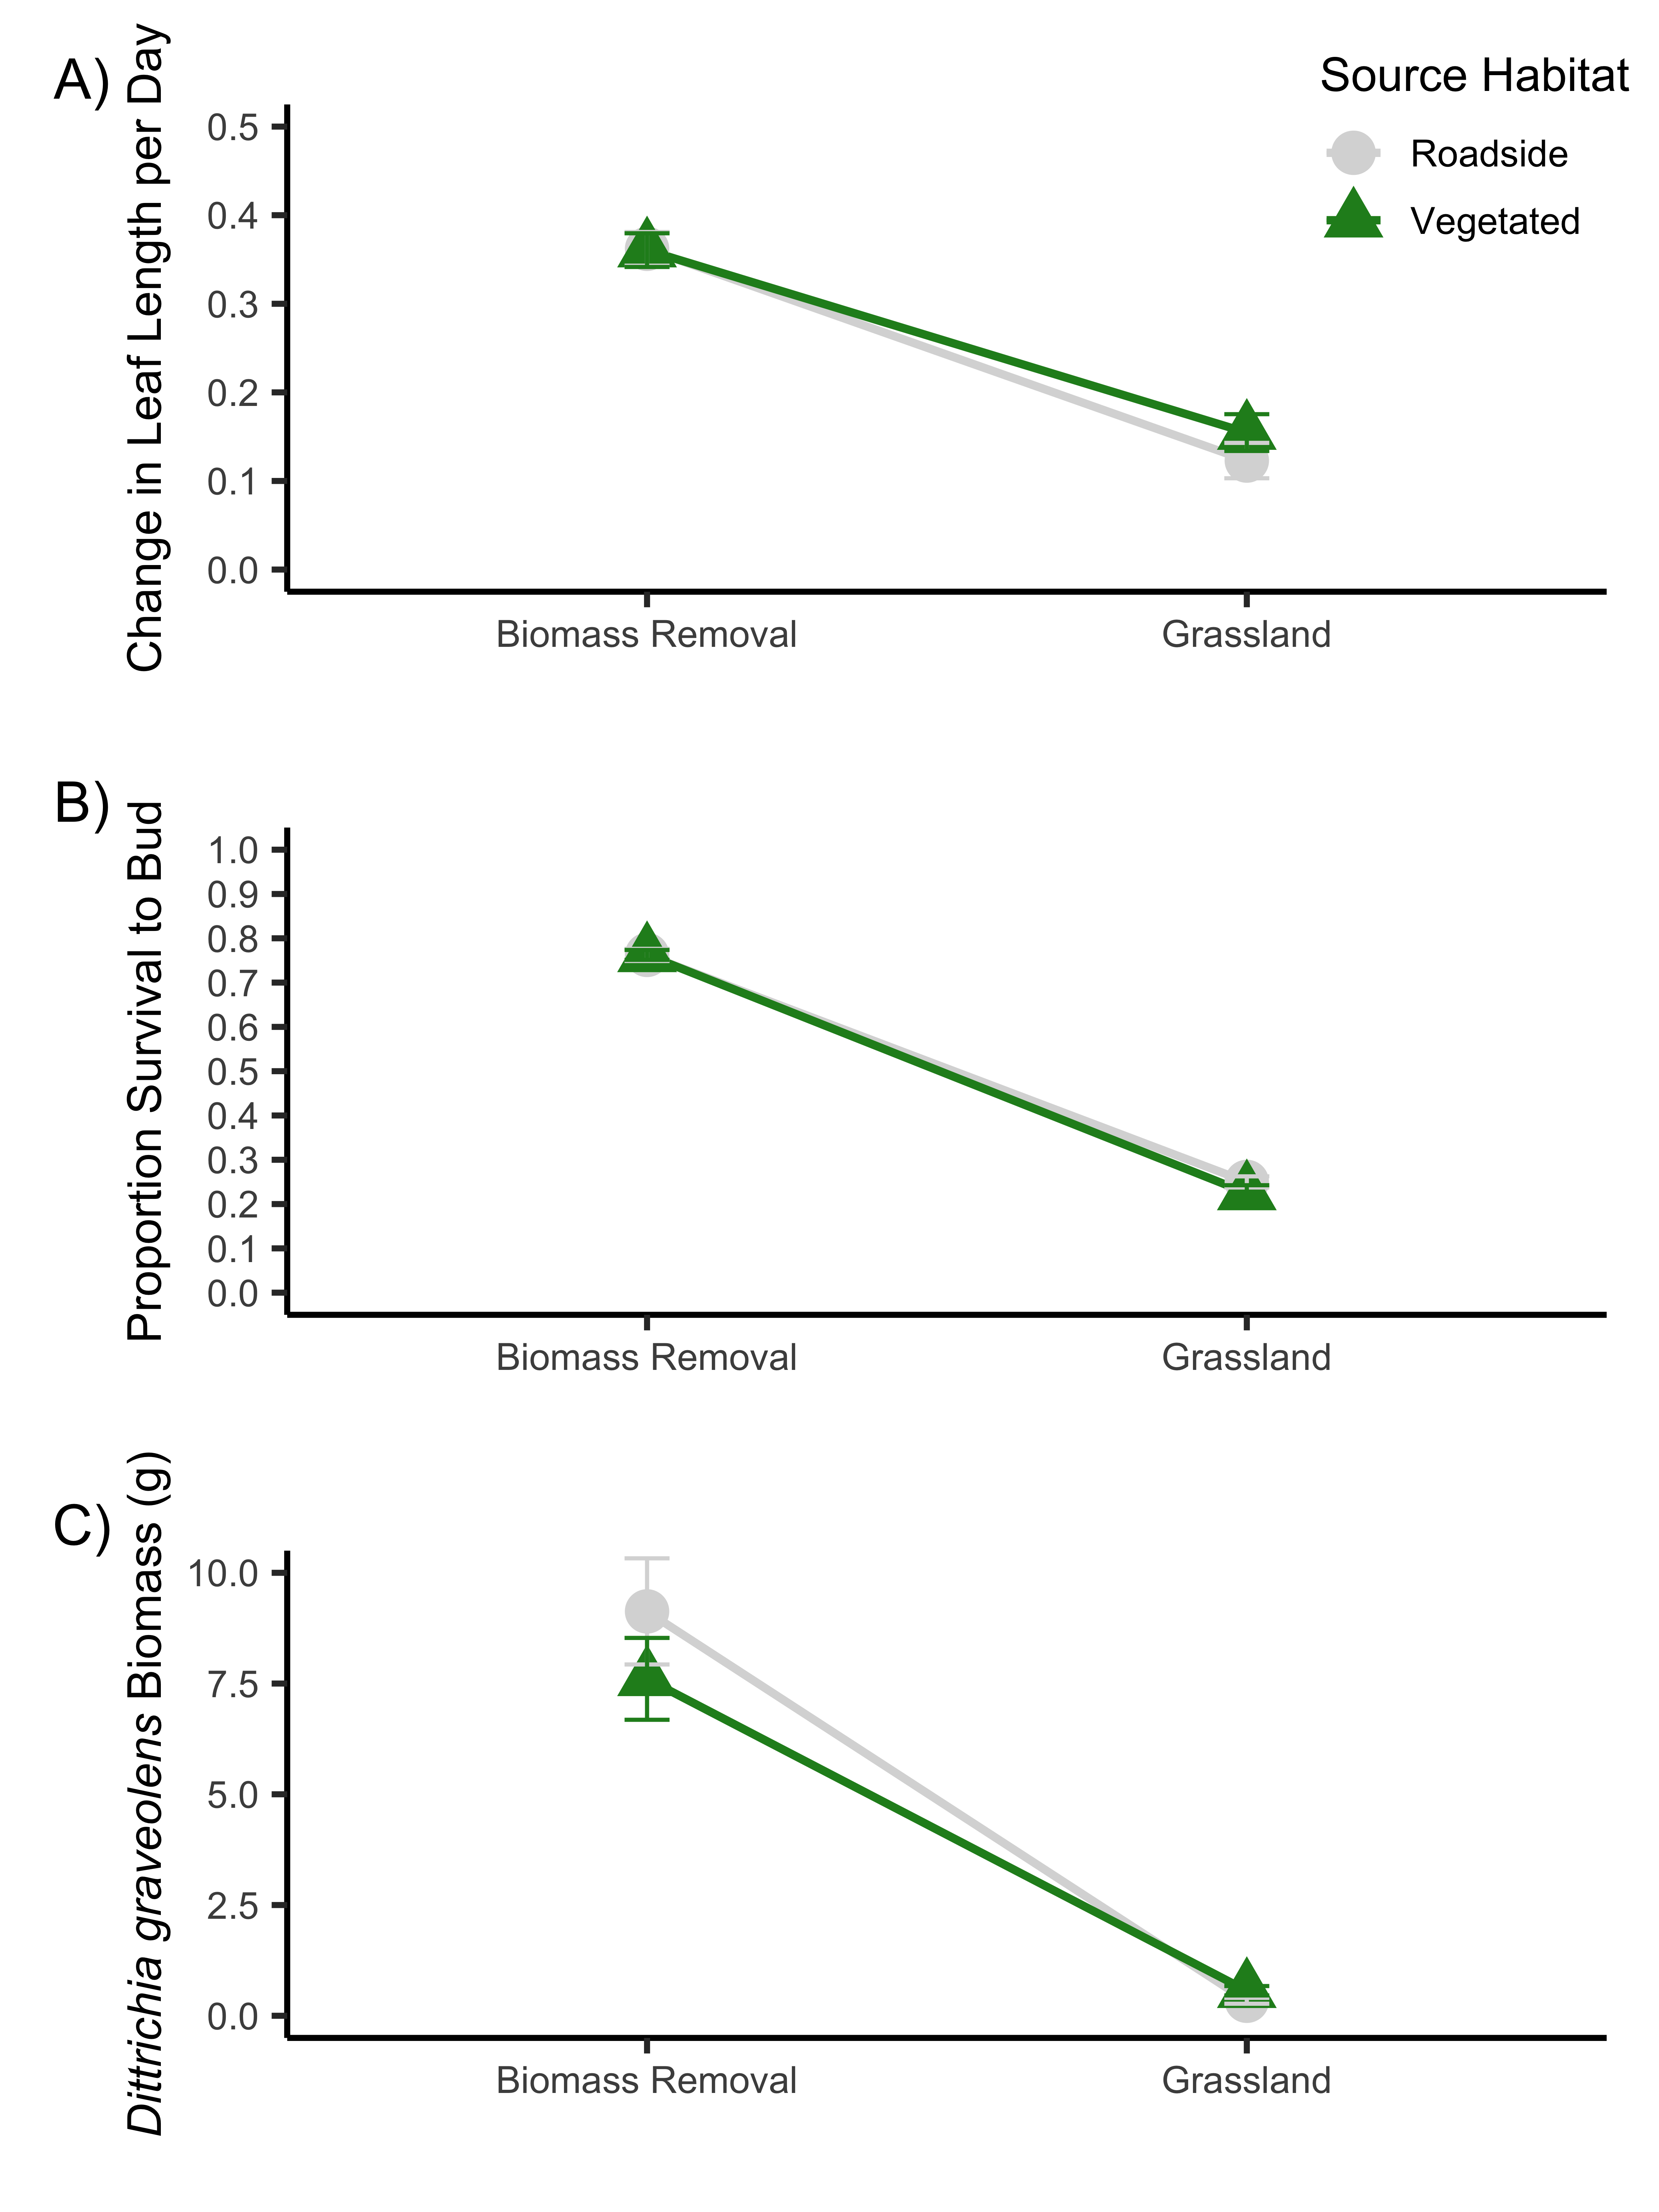 A)
Change in Leaf Length per Day
0.5
0.4
0.3
0.2
0.1
0.0
Biomass Removal
Grassland
Source Habitat
Roadside
Vegetated
B)
Proportion Survival to Bud
1.0
0.9
0.8
0.7
0.6
0.5
0.4
0.3
0.2
0.1
0.0
Biomass Removal
Grassland
C)
Dittrichia graveolens Biomass (g)
10.0
7.5
5.0
2.5
0.0
Biomass Removal
Grassland